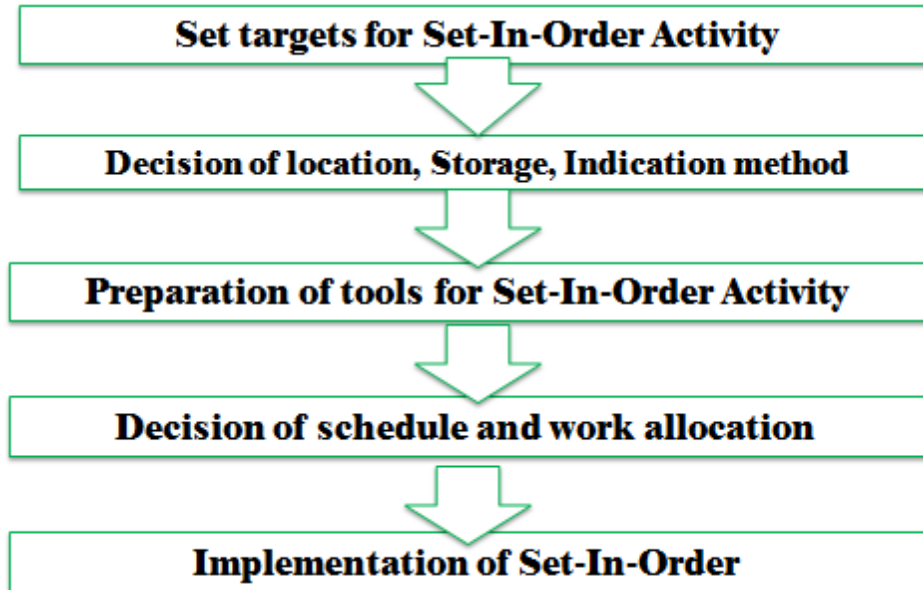 Set targets for Set-In-Order Activity
Decision of location, Storage, Indication method
Preparation of tools for Set-In-Order Activity
Decision of schedule and work allocation
Implementation of Set-In-Order